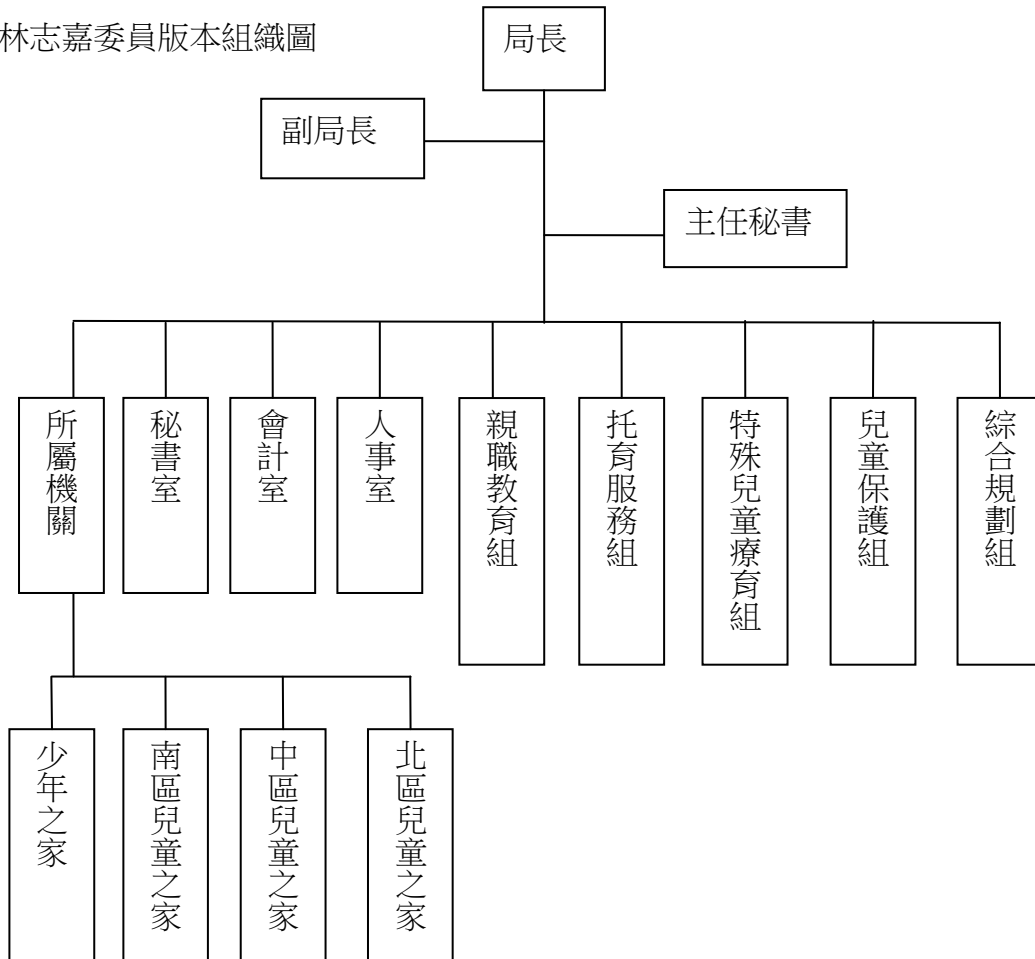 林志嘉委員版本組織圖
局長
副局長
主任秘書
所屬機關
秘書室
會計室
人事室
親職教育組
托育服務組
特殊兒童療育組
兒童保護組
綜合規劃組
少年之家
南區兒童之家
中區兒童之家
北區兒童之家